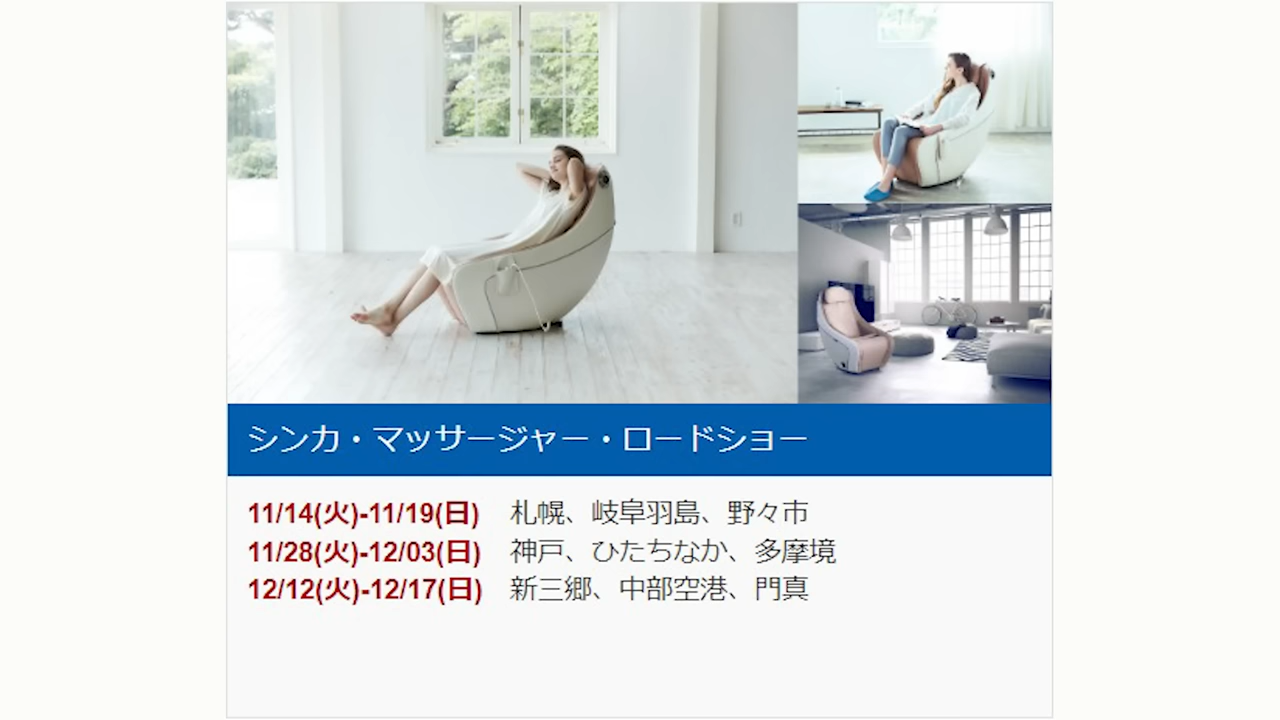 シンカ・マッサージャー・ロードショー
11/14(火)-11/19(日) 札幌、岐阜羽島、野々市
11/28(火)-12/03(日) 神戸、ひたちなか、多摩境
12/12(火)-12/17(日) 新三郷、中部空港、門真